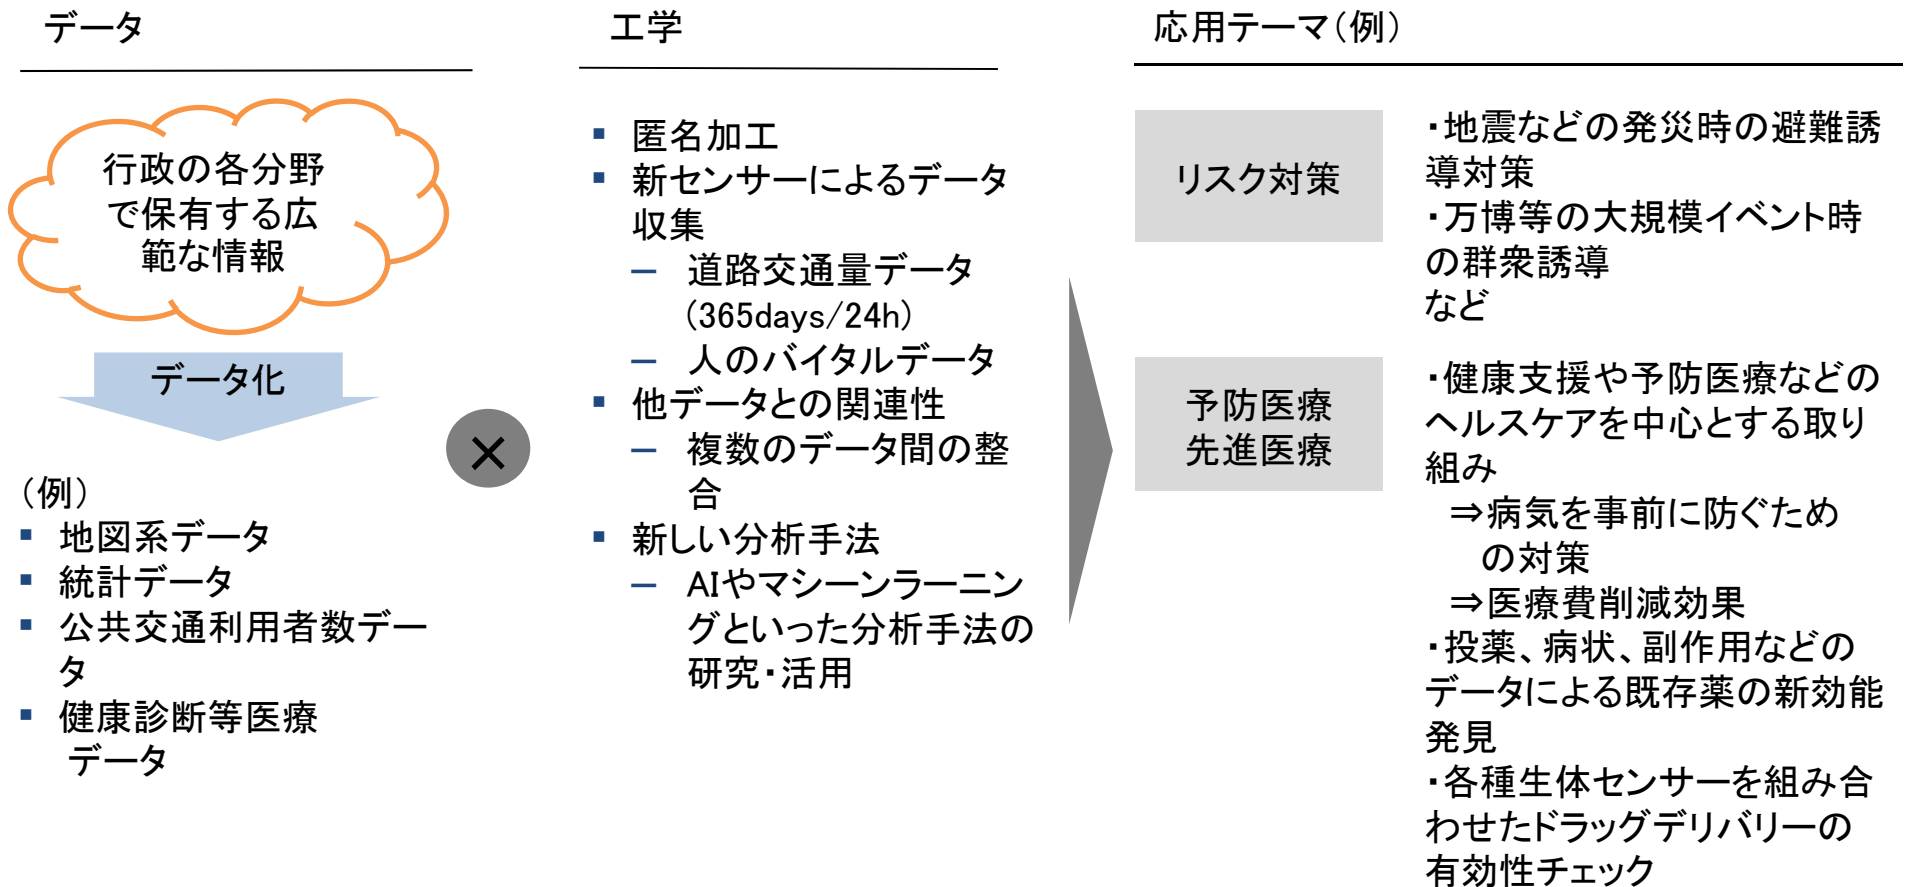 データ
行政の各分野
で保有する広
範な情報
データ化
（例）
▪ 地図系データ
▪ 統計データ
▪ 公共交通利用者数デー
タ
▪ 健康診断等医療
データ
×
工学
▪ 匿名加工
▪ 新センサーによるデータ
収集
– 道路交通量データ
(365days/24h)
– 人のバイタルデータ
▪ 他データとの関連性
– 複数のデータ間の整
合
▪ 新しい分析手法
– AIやマシーンラーニン
グといった分析手法の
研究・活用
応用テーマ（例）
リスク対策
・地震などの発災時の避難誘
導対策
・万博等の大規模イベント時
の群衆誘導
など
予防医療
先進医療
・健康支援や予防医療などの
ヘルスケアを中心とする取り
組み
⇒病気を事前に防ぐため
の対策
⇒医療費削減効果
・投薬、病状、副作用などの
データによる既存薬の新効能
発見
・各種生体センサーを組み合
わせたドラッグデリバリーの
有効性チェック